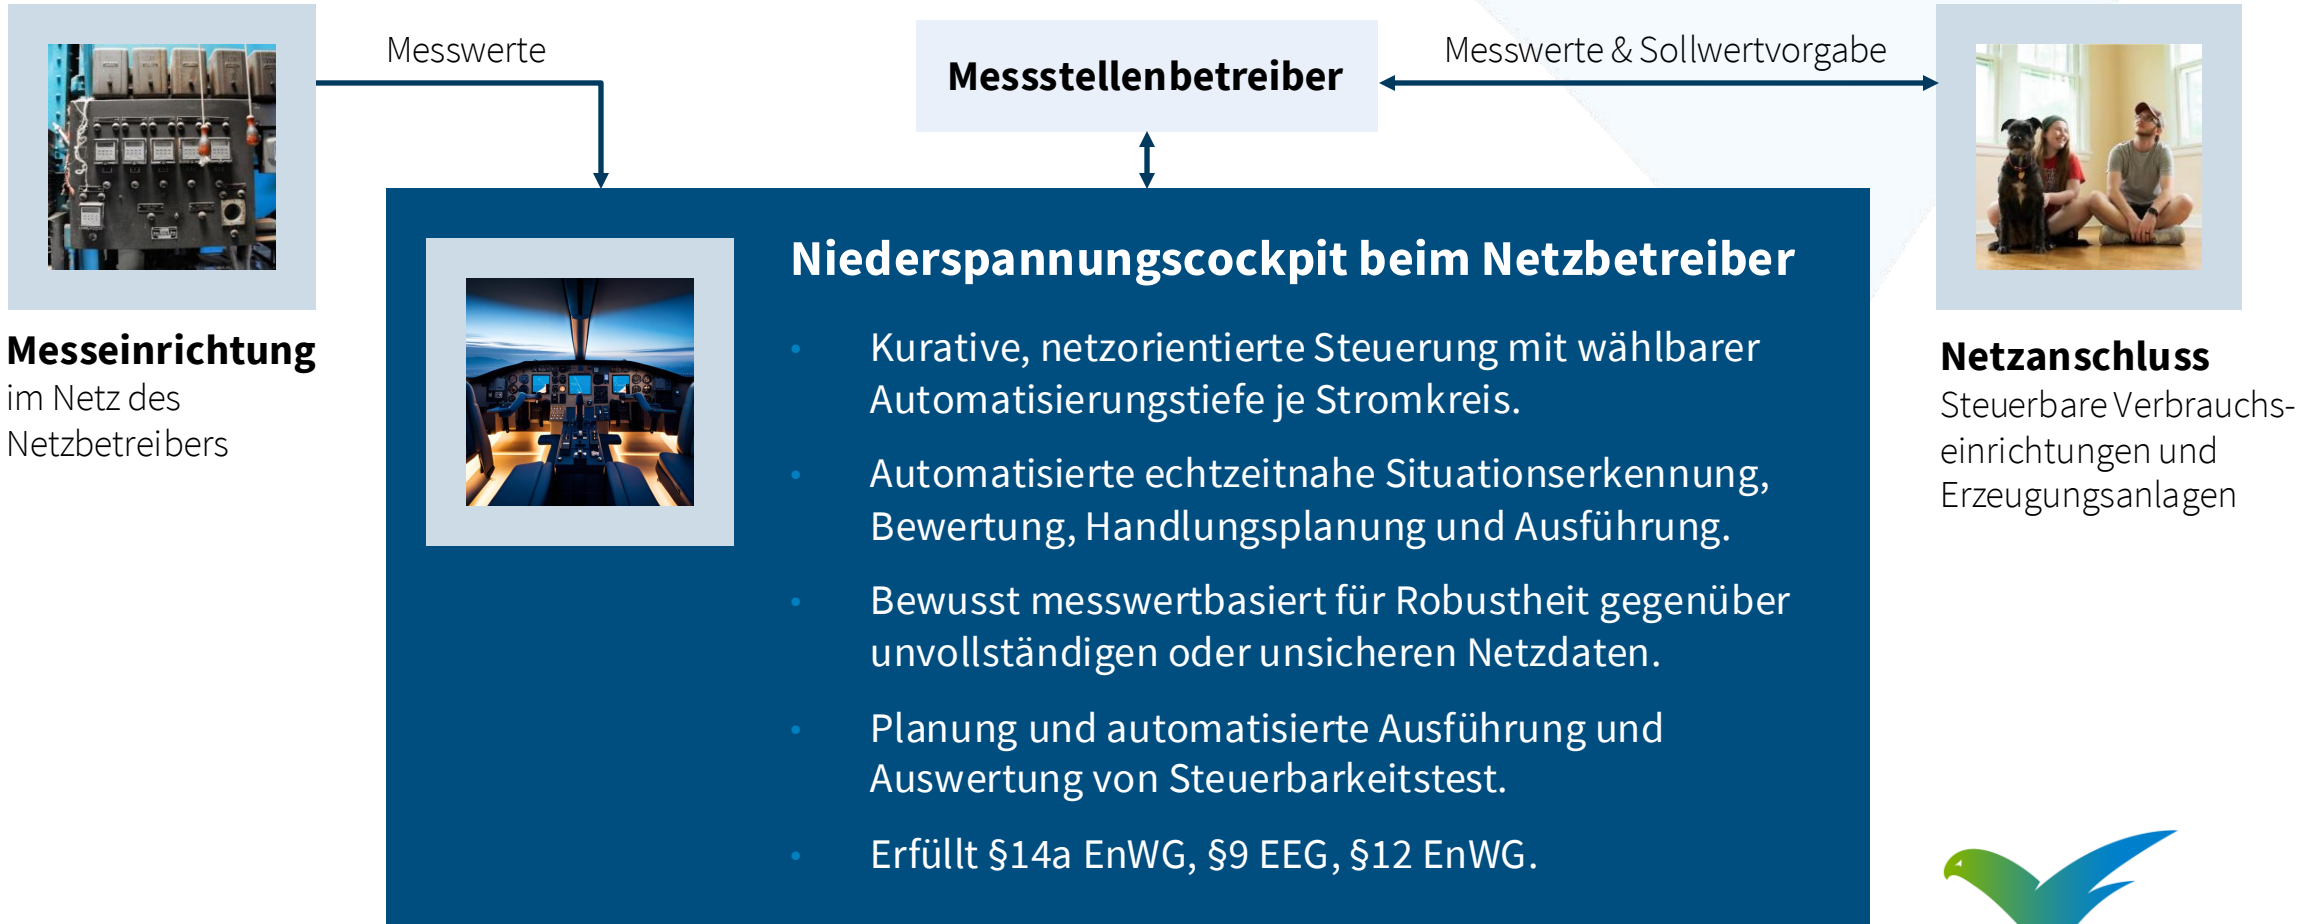 Messwerte
Messstellenbetreiber
Messwerte & Sollwertvorgabe
Messeinrichtung
im Netz des
Netzbetreibers
Niederspannungscockpit beim Netzbetreiber
• Kurative, netzorientierte Steuerung mit wählbarer
Automatisierungstiefe je Stromkreis.
• Automatisierte echtzeitnahe Situationserkennung,
Bewertung, Handlungsplanung und Ausführung.
• Bewusst messwertbasiert für Robustheit gegenüber
unvollständigen oder unsicheren Netzdaten.
• Planung und automatisierte Ausführung und
Auswertung von Steuerbarkeitstest.
• Erfüllt §14a EnWG, §9 EEG, §12 EnWG.
Netzanschluss
Steuerbare Verbrauchs-
einrichtungen und
Erzeugungsanlagen